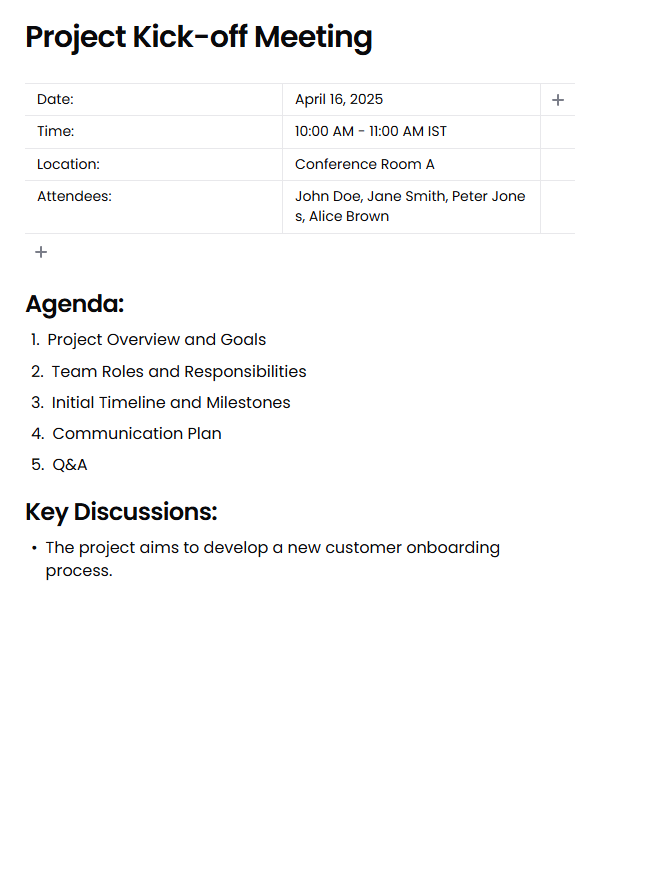 Project Kick-off Meeting
Date: April 16, 2025
Time: 10:00 AM - 11:00 AM IST
Location: Conference Room A
Attendees: John Doe, Jane Smith, Peter Jone
s, Alice Brown
Agenda:
1. Project Overview and Goals
2. Team Roles and Responsibilities
3. Initial Timeline and Milestones
4. Communication Plan
5. Q&A
Key Discussions:
• The project aims to develop a new customer onboarding
process.